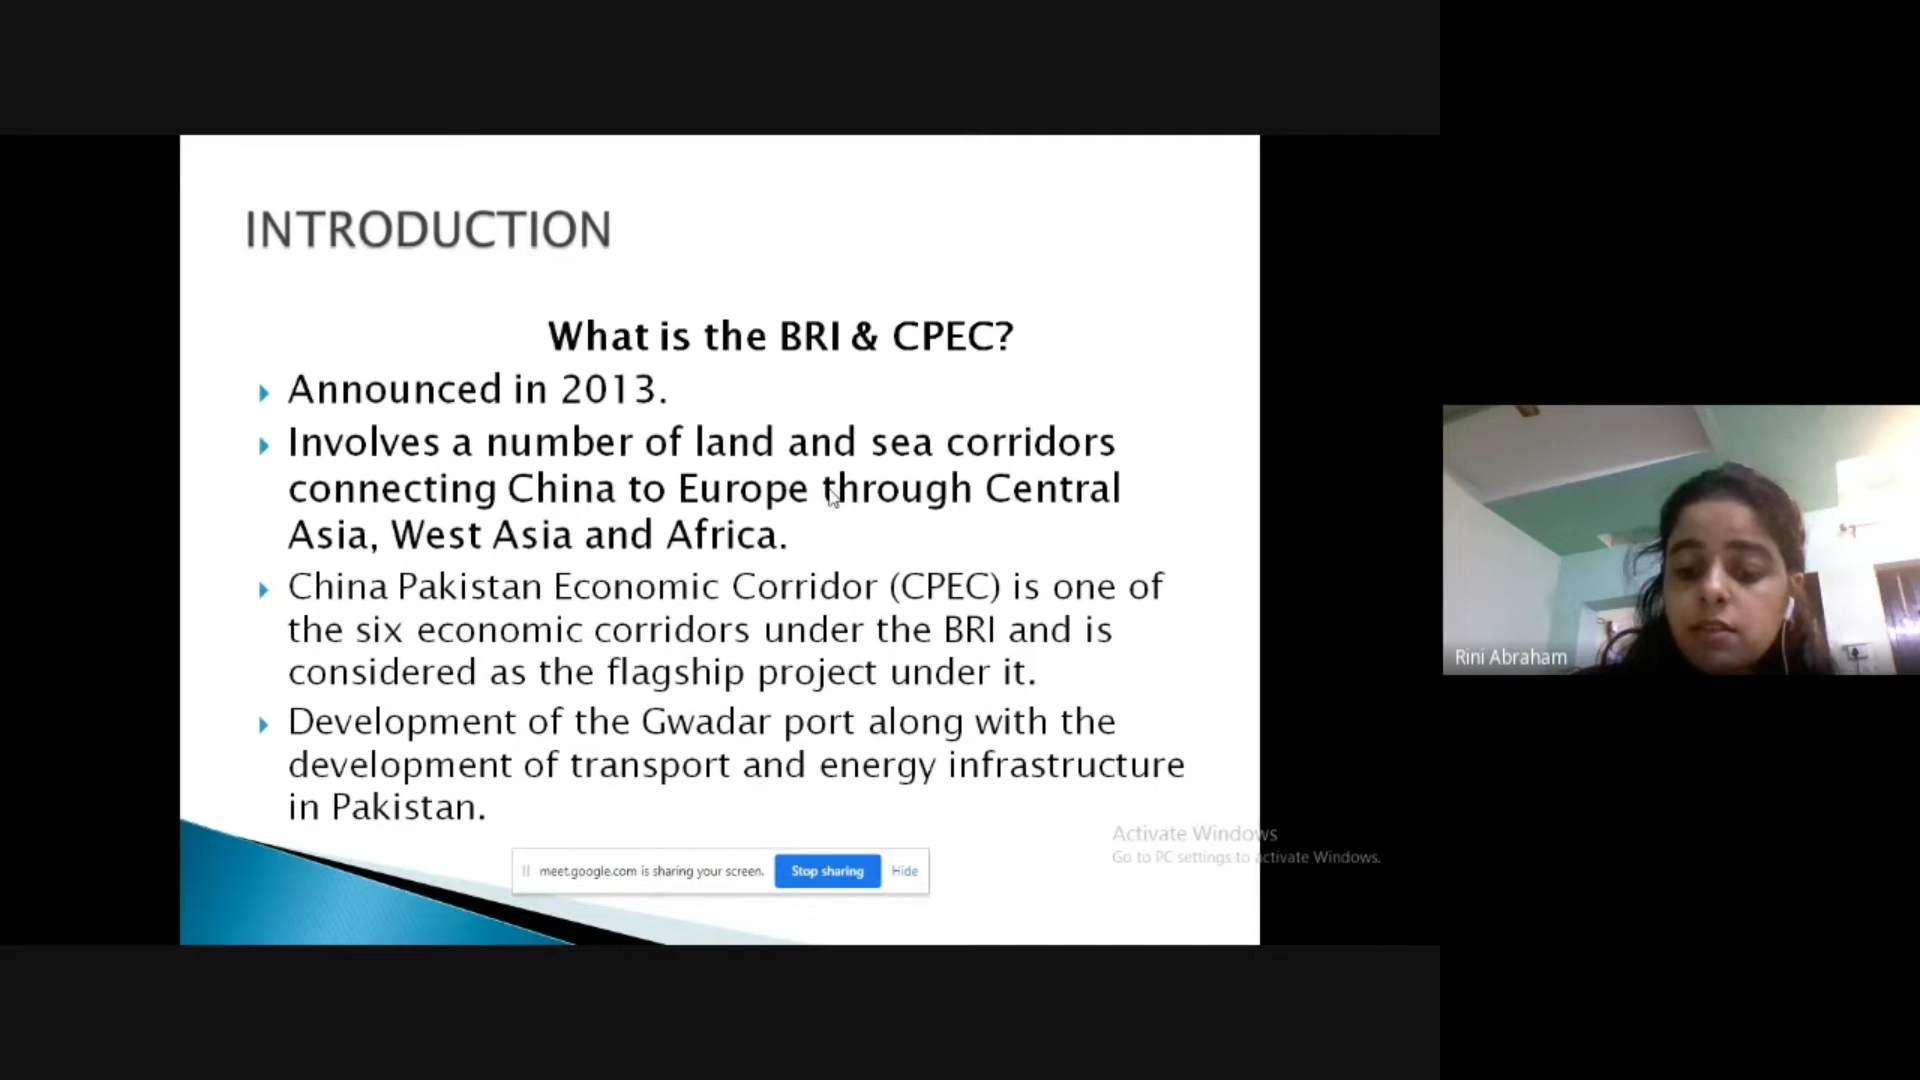 INTRODUCTION
What is the BRI & CPEC?
Announced in 2013.
Involves a number of land and sea corridors
connecting China to Europe through Central
Asia, West Asia and Africa.
China Pakistan Economic Corridor (CPEC) is one of
the six economic corridors under the BRI and is
considered as the flagship project under it.
Development of the Gwadar port along with the
development of transport and energy infrastructure
in Pakistan.
Activate Windows
Go to PC settings to activate Windows.
meet.google.com is sharing your screen. Stop sharing Hide
Rini Abraham